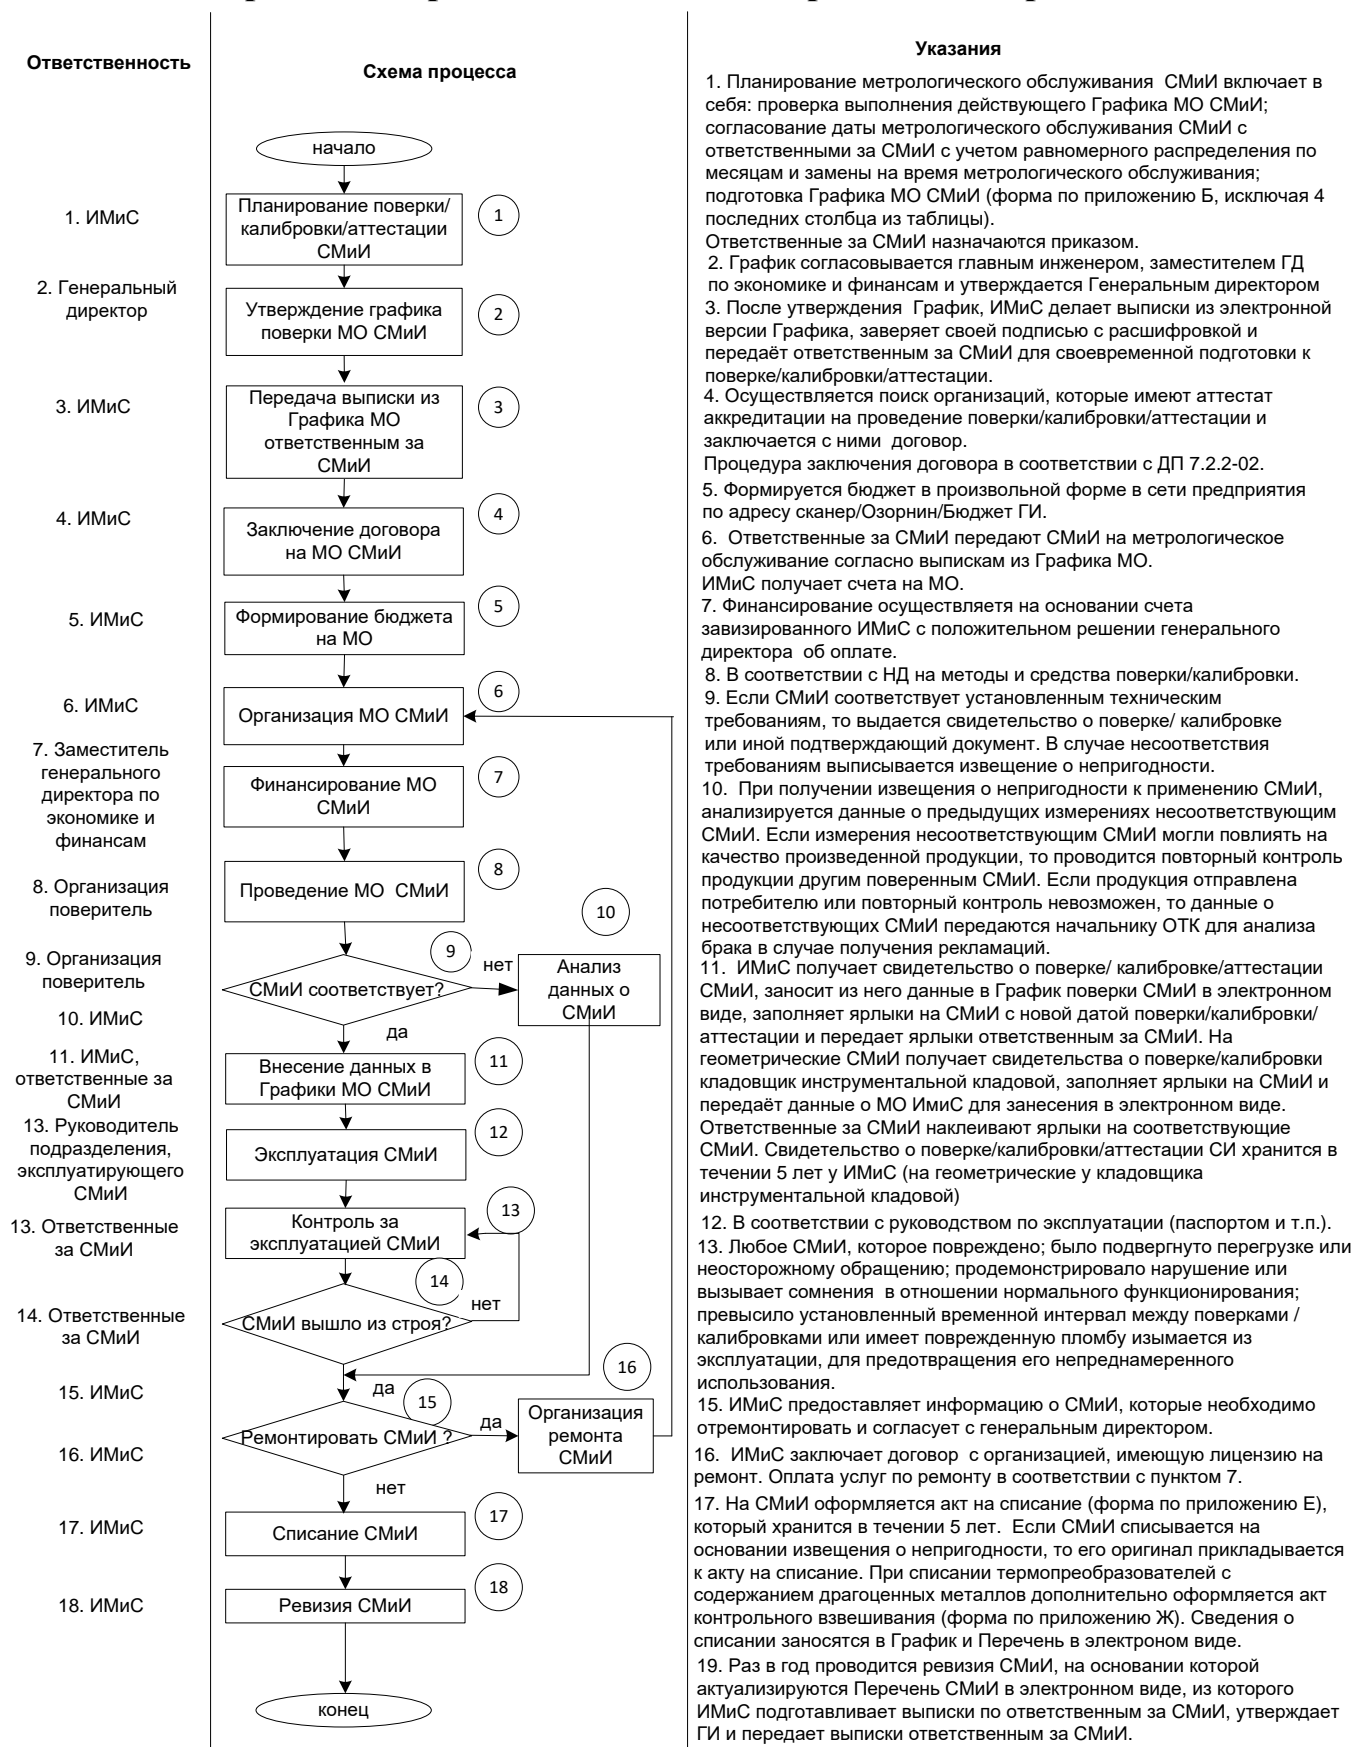 Ответственность
1. ИМиС
2. Генеральный
директор
3. ИМиС
4. ИМиС
5. ИМиС
6. ИМиС
7. Заместитель
генерального
директора по
экономике и
финансам
8. Организация
поверитель
9. Организация
поверитель
10. ИМиС
11. ИМиС,
ответственные за
СМиИ
13. Руководитель
подразделения,
эксплуатирующего
СМиИ
13. Ответственные
за СМиИ
14. Ответственные
за СМиИ
15. ИМиС
16. ИМиС
17. ИМиС
18. ИМиС
Схема процесса
начало
Планирование поверки/
калибровки/аттестации
СМиИ
1
Утверждение графика
поверки МО СМиИ
2
Передача выписки из
Графика МО
ответственным за
СМиИ
3
Заключение договора
на МО СМиИ
4
Формирование бюджета
на МО
5
Организация МО СМиИ
6
Финансирование МО
СМиИ
7
Проведение МО СМиИ
8
СМиИ соответствует?
9
нет
Анализ
данных о
СМиИ
10
да
Внесение данных в
Графики МО СМиИ
11
Эксплуатация СМиИ
12
Контроль за
эксплуатацией СМиИ
13
СМиИ вышло из строя?
14
нет
да
Ремонтировать СМиИ ?
15
да
Организация
ремонта
СМиИ
16
нет
Списание СМиИ
17
Ревизия СМиИ
18
конец
Указания
1. Планирование метрологического обслуживания СМиИ включает в
себя: проверка выполнения действующего Графика МО СМиИ;
согласование даты метрологического обслуживания СМиИ с
ответственными за СМиИ с учетом равномерного распределения по
месяцам и замены на время метрологического обслуживания;
подготовка Графика МО СМиИ (форма по приложению Б, исключая 4
последних столбца из таблицы).
Ответственные за СМиИ назначаются приказом.
2. График согласовывается главным инженером, заместителем ГД
по экономике и финансам и утверждается Генеральным директором
3. После утверждения График, ИМиС делает выписки из электронной
версии Графика, заверяет своей подписью с расшифровкой и
передаёт ответственным за СМиИ для своевременной подготовки к
поверке/калибровки/аттестации.
4. Осуществляется поиск организаций, которые имеют аттестат
аккредитации на проведение поверки/калибровки/аттестации и
заключается с ними договор.
Процедура заключения договора в соответствии с ДП 7.2.2-02.
5. Формируется бюджет в произвольной форме в сети предприятия
по адресу сканер/Озорнин/Бюджет ГИ.
6. Ответственные за СМиИ передают СМиИ на метрологическое
обслуживание согласно выпискам из Графика МО.
ИМиС получает счета на МО.
7. Финансирование осуществляетя на основании счета
завизированного ИМиС с положительном решении генерального
директора об оплате.
8. В соответствии с НД на методы и средства поверки/калибровки.
9. Если СМиИ соответствует установленным техническим
требованиям, то выдается свидетельство о поверке/ калибровке
или иной подтверждающий документ. В случае несоответствия
требованиям выписывается извещение о непригодности.
10. При получении извещения о непригодности к применению СМиИ,
анализируется данные о предыдущих измерениях несоответствующим
СМиИ. Если измерения несоответствующим СМиИ могли повлиять на
качество произведенной продукции, то проводится повторный контроль
продукции другим поверенным СМиИ. Если продукция отправлена
потребителю или повторный контроль невозможен, то данные о
несоответствующих СМиИ передаются начальнику ОТК для анализа
брака в случае получения рекламаций.
11. ИМиС получает свидетельство о поверке/ калибровке/аттестации
СМиИ, заносит из него данные в График поверки СМиИ в электронном
виде, заполняет ярлыки на СМиИ с новой датой поверки/калибровки/
аттестации и передает ярлыки ответственным за СМиИ. На
геометрические СМиИ получает свидетельства о поверке/калибровки
кладовщик инструментальной кладовой, заполняет ярлыки на СМиИ и
передаёт данные о МО ИмиС для занесения в электронном виде.
Ответственные за СМиИ наклеивают ярлыки на соответствующие
СМиИ. Свидетельство о поверке/калибровки/аттестации СИ хранится в
течении 5 лет у ИМиС (на геометрические у кладовщика
инструментальной кладовой)
12. В соответствии с руководством по эксплуатации (паспортом и т.п.).
13. Любое СМиИ, которое повреждено; было подвергнуто перегрузке или
неосторожному обращению; продемонстрировало нарушение или
вызывает сомнения в отношении нормального функционирования;
превысило установленный временной интервал между поверками /
калибровками или имеет поврежденную пломбу изымается из
эксплуатации, для предотвращения его непреднамеренного
использования.
15. ИМиС предоставляет информацию о СМиИ, которые необходимо
отремонтировать и согласует с генеральным директором.
16. ИМиС заключает договор с организацией, имеющую лицензию на
ремонт. Оплата услуг по ремонту в соответствии с пунктом 7.
17. На СМиИ оформляется акт на списание (форма по приложению Е),
который хранится в течении 5 лет. Если СМиИ списывается на
основании извещения о непригодности, то его оригинал прикладывается
к акту на списание. При списании термопреобразователей с
содержанием драгоценных металлов дополнительно оформляется акт
контрольного взвешивания (форма по приложению Ж). Сведения о
списании заносятся в График и Перечень в электроном виде.
19. Раз в год проводится ревизия СМиИ, на основании которой
актуализируются Перечень СМиИ в электронном виде, из которого
ИМиС подготавливает выписки по ответственным за СМиИ, утверждает
ГИ и передает выписки ответственным за СМиИ.